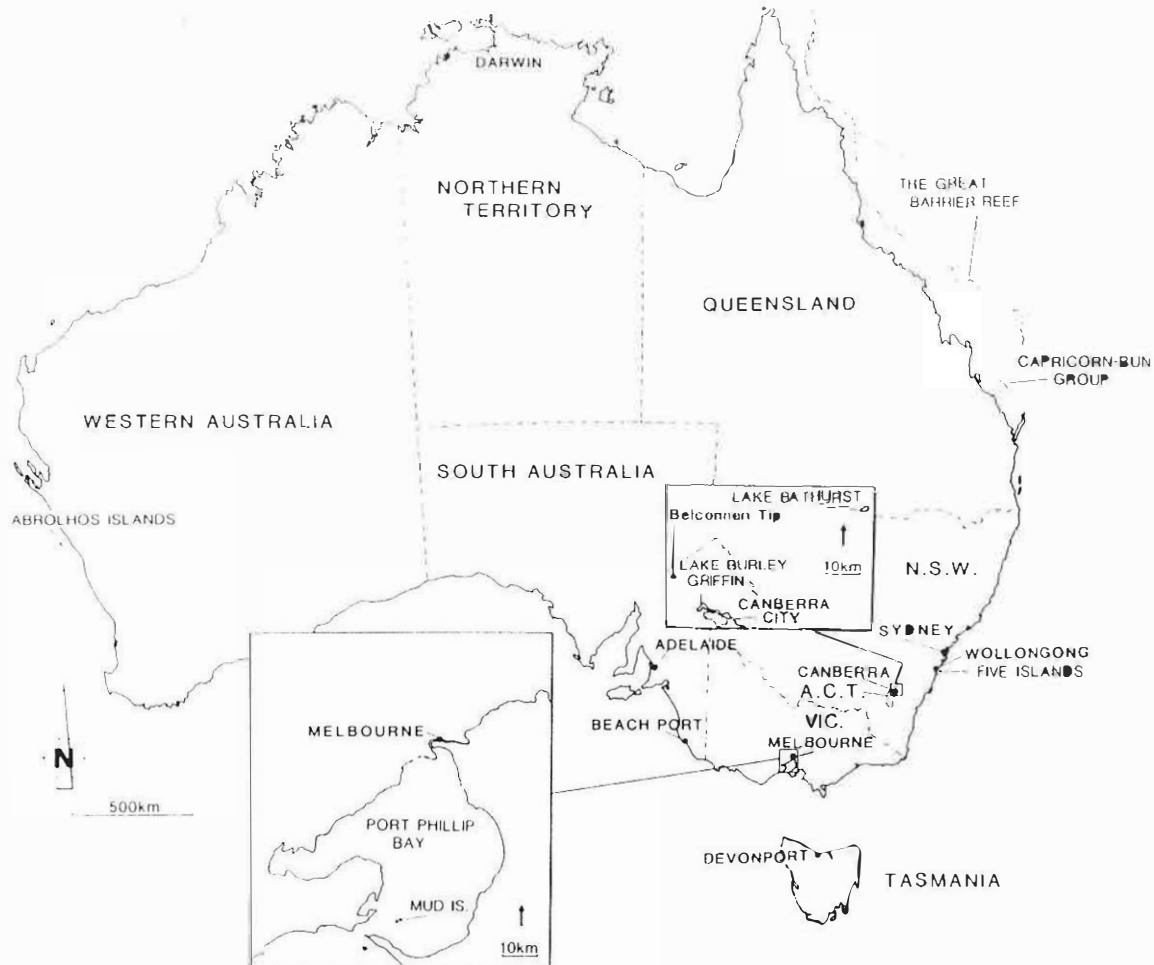 DARWIN
NORTHERN
TERRITORY
THE GREAT
BARRIER REEF
QUEENSLAND
CAPRICORN-BUN
GROUP
WESTERN AUSTRALIA
SOUTH AUSTRALIA
ABROLHOS ISLANDS
LAKE BATHURST
Belconnen Tip
LAKE BURLEY
GRIFFIN
10km
CANBERRA
CITY
N.S.W.
SYDNEY
WOLLONGONG
FIVE ISLANDS
ADELAIDE
CANBERRA
A.C.T.
BEACH PORT
VIC.
MELBOURNE
MELBOURNE
N
500km
PORT PHILLIP
BAY
MUD IS.
10km
DEVONPORT
TASMANIA